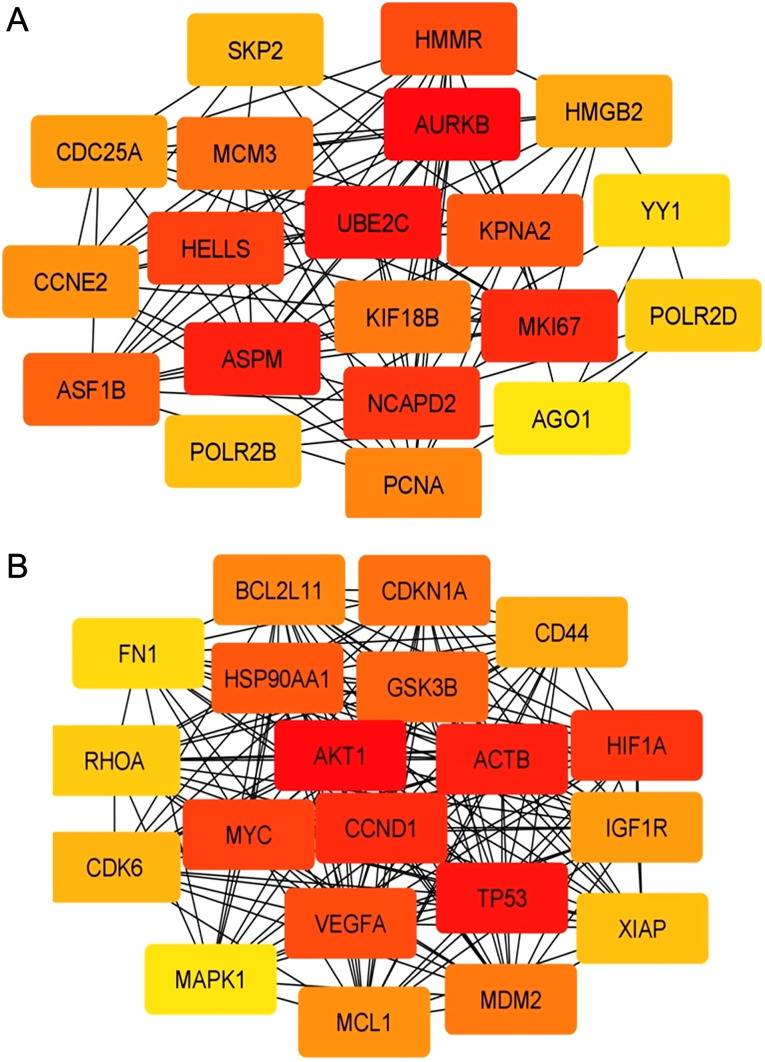 A
SKP2
HMMR
AURKB
HMGB2
CDC25A
MCM3
UBE2C
KPNA2
YY1
HELLS
CCNE2
KIF18B
MKI67
POLR2D
ASPM
ASF1B
NCAPD2
AGO1
POLR2B
PCNA
B
BCL2L11
CDKN1A
CD44
FN1
HSP90AA1
GSK3B
RHOA
AKT1
ACTB
HIF1A
MYC
CCND1
IGF1R
CDK6
TP53
VEGFA
XIAP
MAPK1
MDM2
MCL1